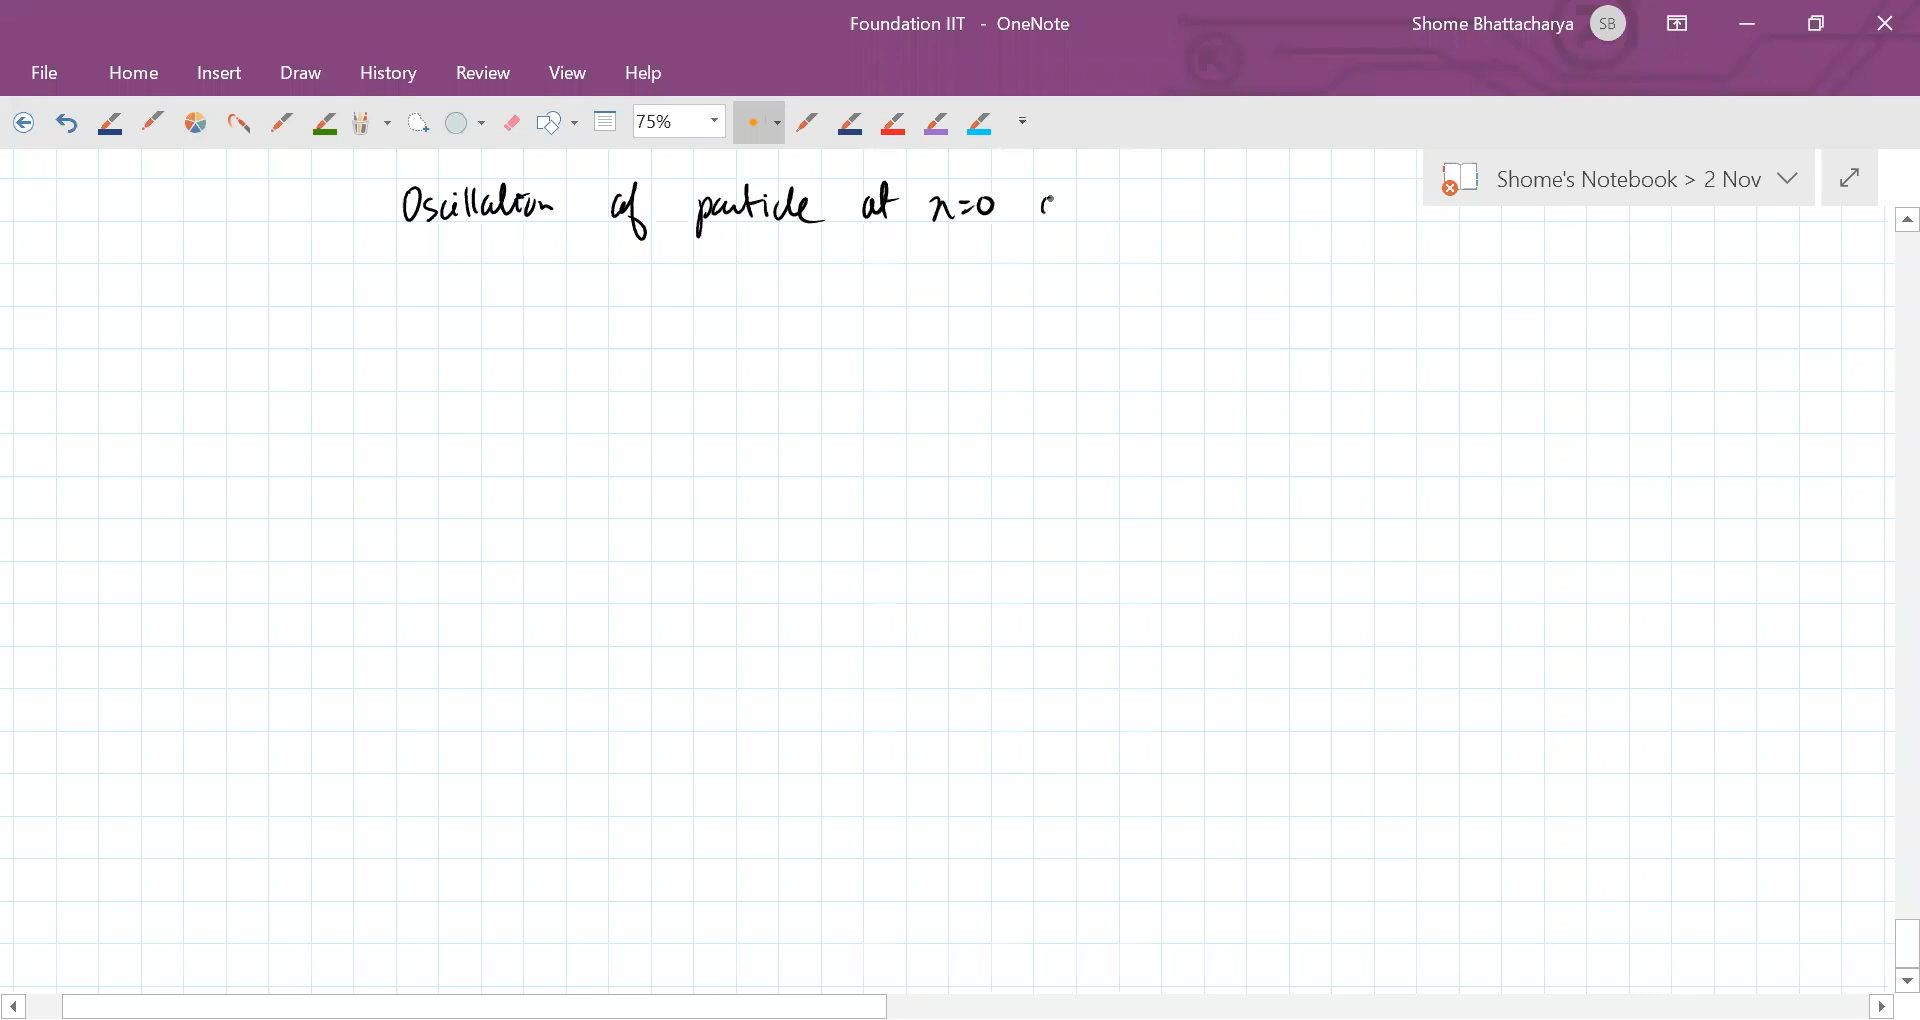 Foundation IIT - OneNote
Shome Bhattacharya SB
File Home Insert Draw History Review View Help
75%
Shome's Notebook > 2 Nov
Oscillation of particle at x=0